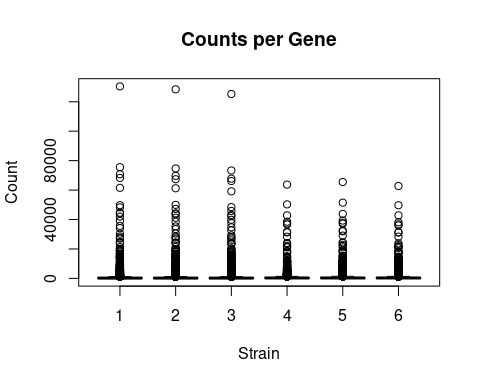 Counts per Gene
Count
80000
40000
0
1 2 3 4 5 6
Strain